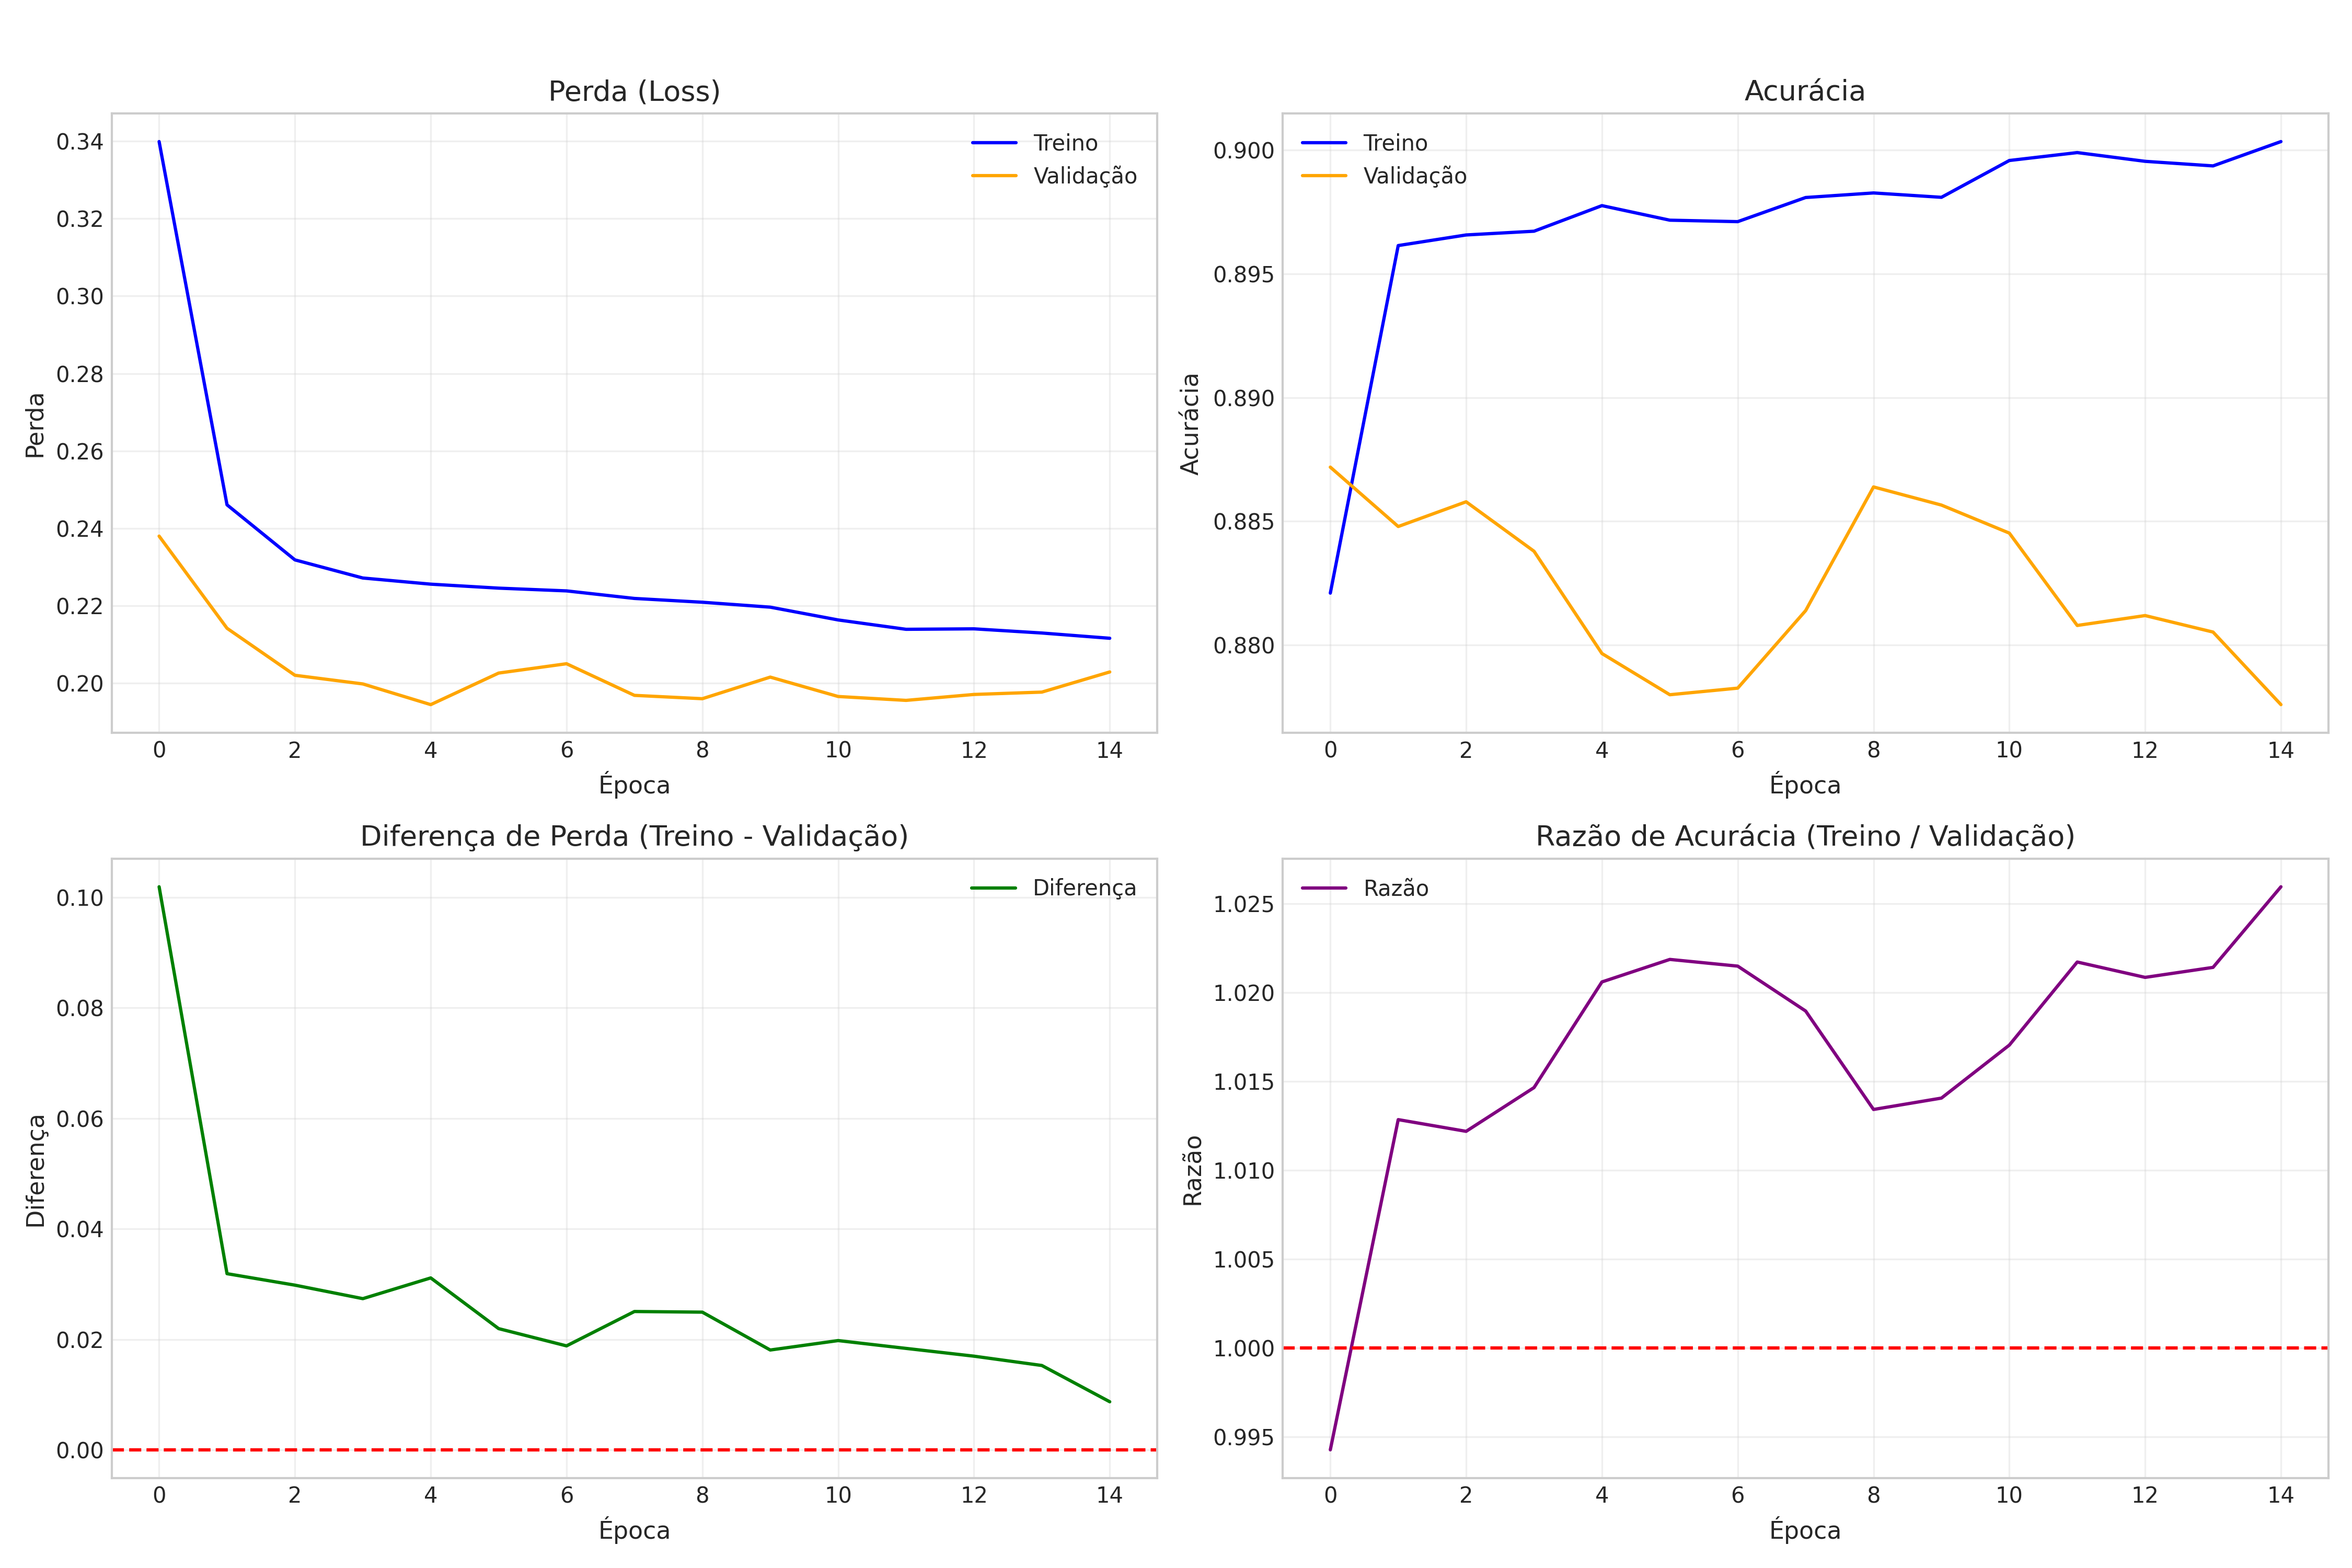 Perda (Loss)
0.34
0.32
0.30
0.28
0.26
0.24
0.22
0.20
Perda
Treino
Validação
0 2 4 6 8 10 12 14
Época
Acurácia
0.900
0.895
0.890
0.885
0.880
Acurácia
Treino
Validação
0 2 4 6 8 10 12 14
Época
Diferença de Perda (Treino - Validação)
0.10
0.08
0.06
0.04
0.02
0.00
Diferença
Diferença
0 2 4 6 8 10 12 14
Época
Razão de Acurácia (Treino / Validação)
1.025
1.020
1.015
1.010
1.005
1.000
0.995
Razão
Razão
0 2 4 6 8 10 12 14
Época